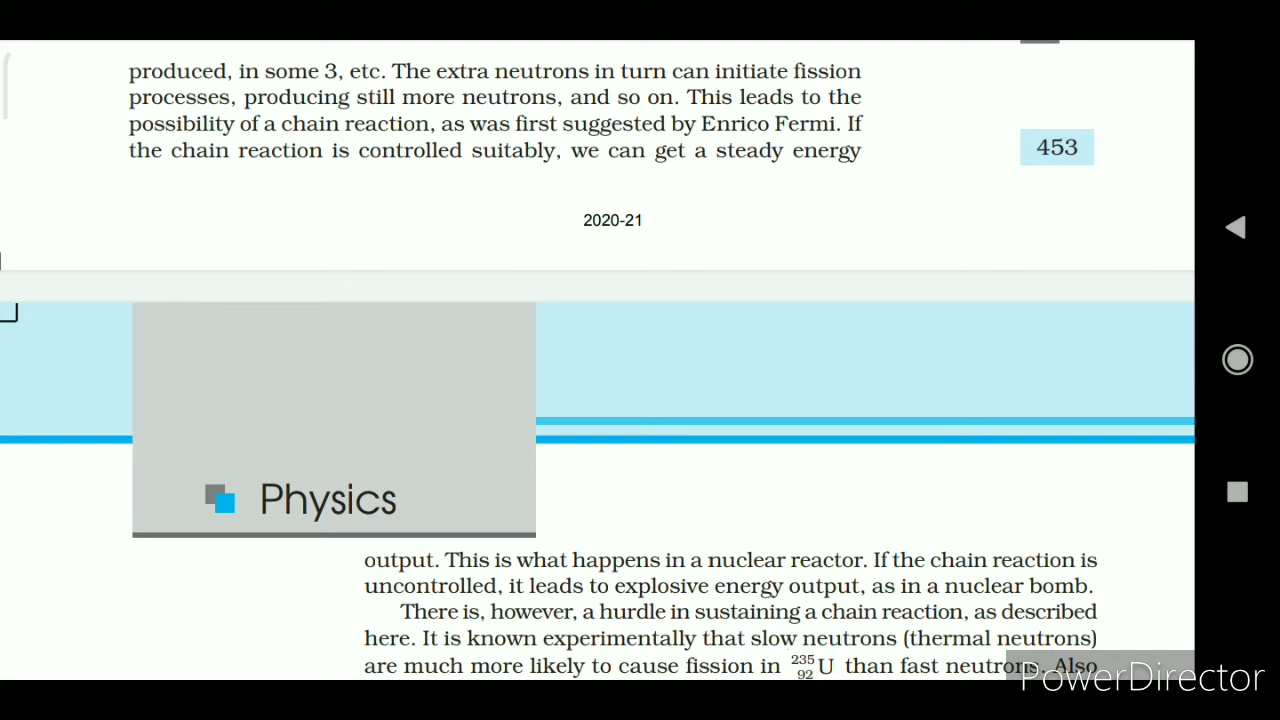 produced, in some 3, etc. The extra neutrons in turn can initiate fission
processes, producing still more neutrons, and so on. This leads to the
possibility of a chain reaction, as was first suggested by Enrico Fermi. If
the chain reaction is controlled suitably, we can get a steady energy
453
2020-21
Physics
output. This is what happens in a nuclear reactor. If the chain reaction is
uncontrolled, it leads to explosive energy output, as in a nuclear bomb.
There is, however, a hurdle in sustaining a chain reaction, as described
here. It is known experimentally that slow neutrons (thermal neutrons)
are much more likely to cause fission in ²³⁵₉₂U than fast neutrons. Also
PowerDirector